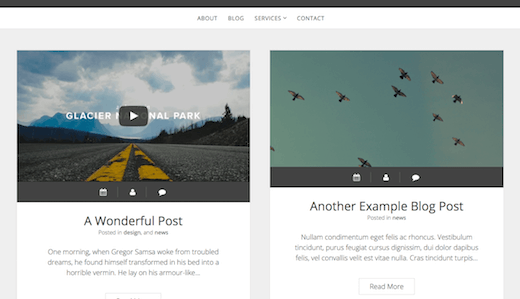 ABOUT BLOG SERVICES CONTACT
GLACIER N ONAL PARK
A Wonderful Post
Posted in design, and news
One morning, when Gregor Samsa woke from troubled
dreams, he found himself transformed in his bed into a
horrible vermin. He lay on his armour-like...
Another Example Blog Post
Posted in news
Nullam condimentum eget felis ac rhoncus. Vestibulum
tincidunt, purus feugiat cursus dignissim, dui dolor dapibus
felis, vel convallis velit est vitae nulla. Cras tincidunt turpis...
Read More